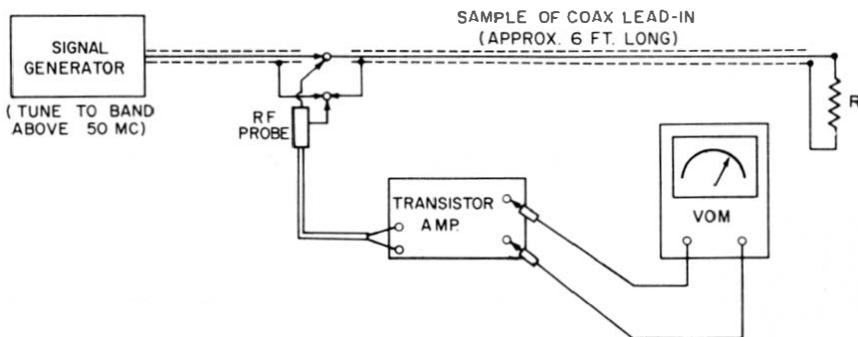 SAMPLE OF COAX LEAD-IN
(APPROX. 6 FT. LONG)
SIGNAL
GENERATOR
(TUNE TO BAND
ABOVE 50 MC)
RF
PROBE
R
TRANSISTOR
AMP.
VOM